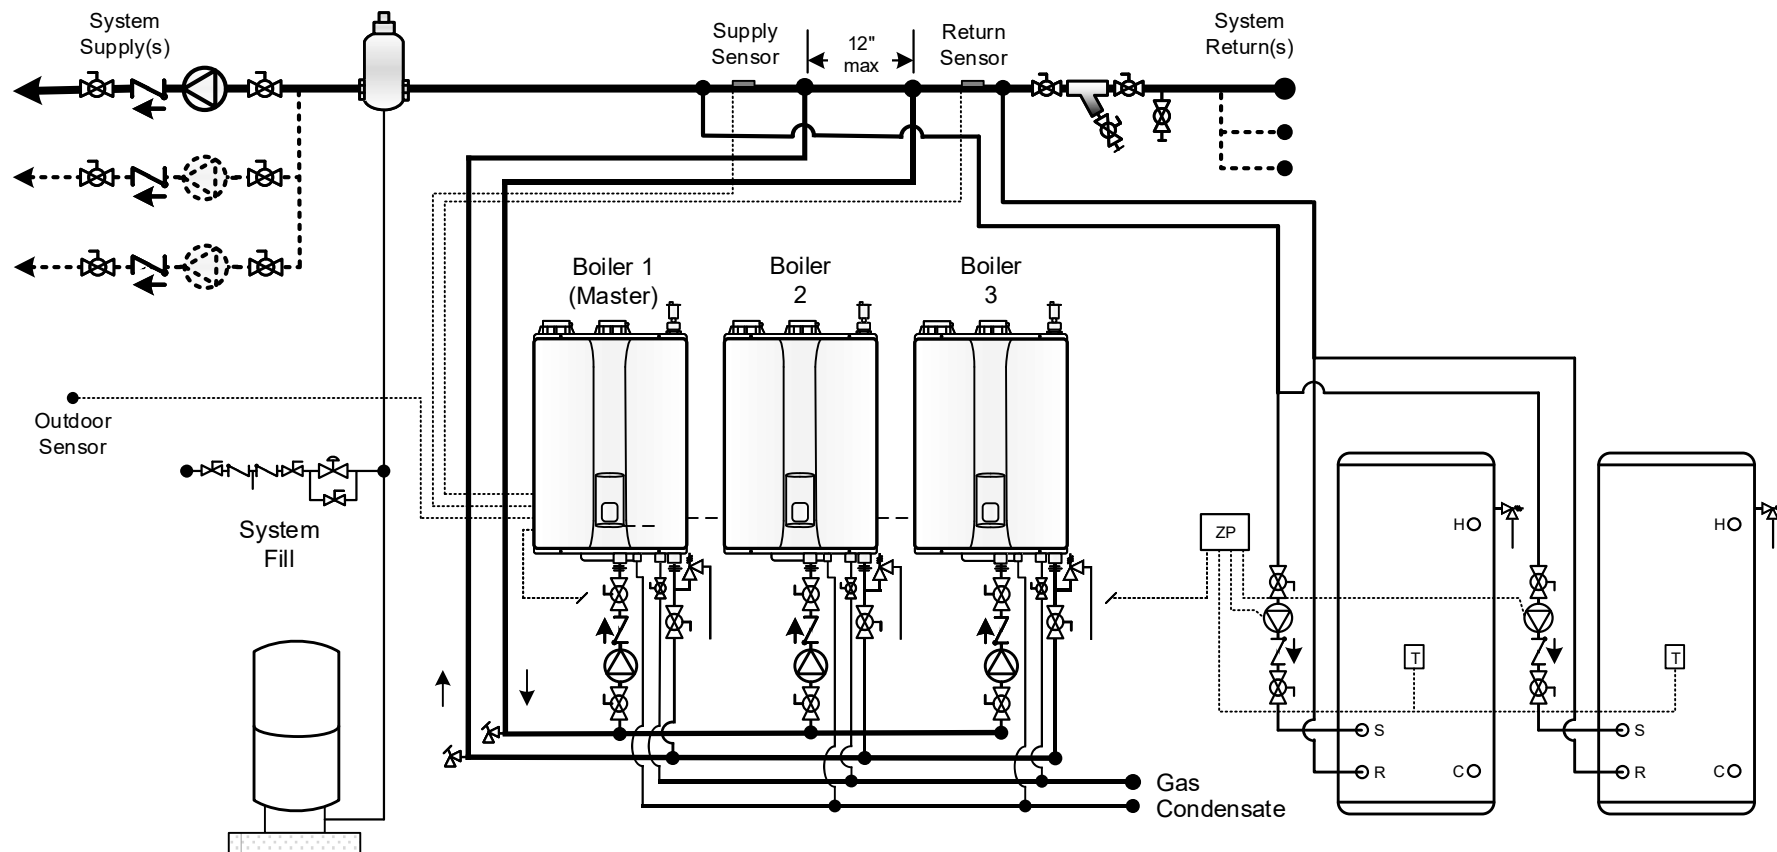 System
Supply(s)
Supply
Sensor
12"
max
Return
Sensor
System
Return(s)
Boiler 1
(Master)
Boiler
2
Boiler
3
Outdoor
Sensor
System
Fill
ZP
H
H
T
T
S
S
R
C
R
C
Gas
Condensate